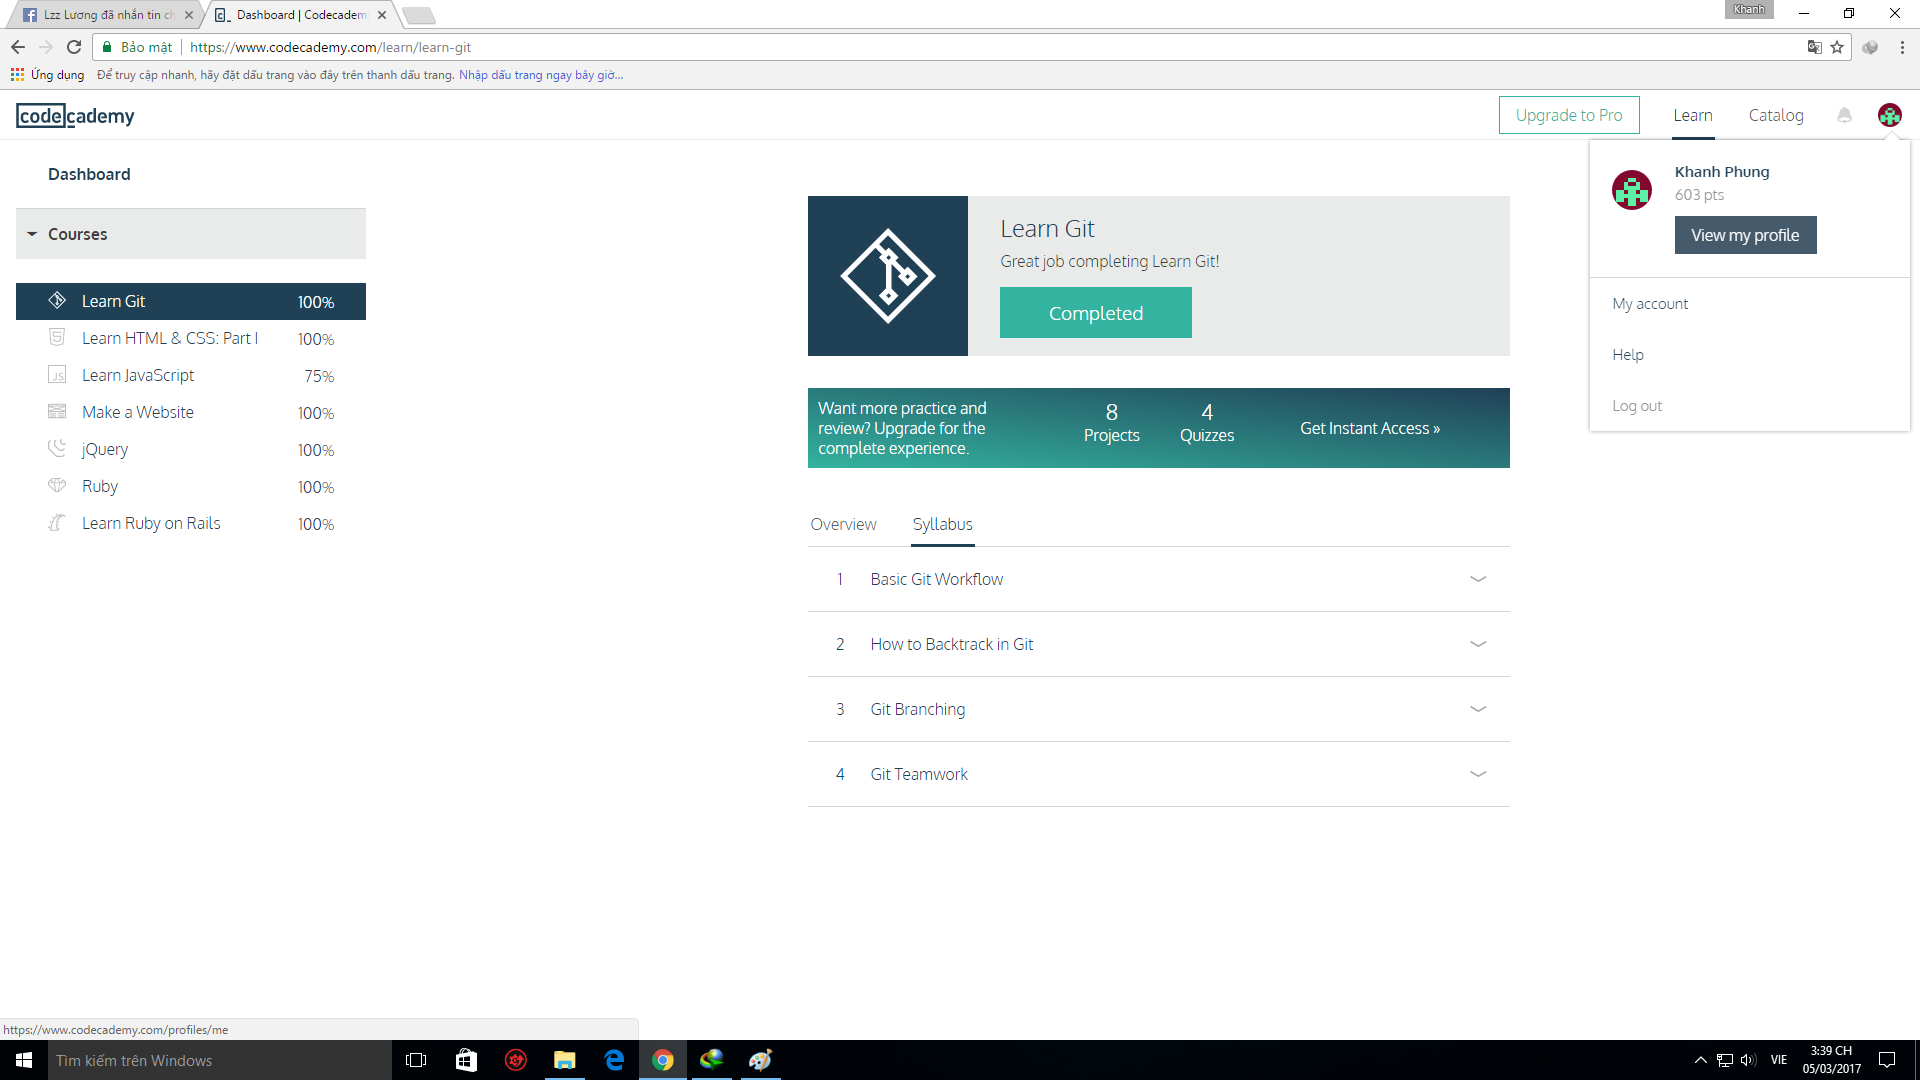 Lzz Lương đã nhắn tin ch
Dashboard | Codecadem
Khanh
Bảo mật
https://www.codecademy.com/learn/learn-git
Ứng dụng
Để truy cập nhanh, hãy đặt dấu trang vào đây trên thanh dấu trang.
Nhập dấu trang ngay bây giờ...
codecademy
Upgrade to Pro
Learn
Catalog
Khanh Phung
603 pts
View my profile
My account
Help
Log out
Dashboard
Courses
Learn Git 100%
Learn HTML & CSS: Part I 100%
Learn JavaScript 75%
Make a Website 100%
jQuery 100%
Ruby 100%
Learn Ruby on Rails 100%
Learn Git
Great job completing Learn Git!
Completed
Want more practice and
review? Upgrade for the
complete experience.
8
Projects
4
Quizzes
Get Instant Access »
Overview
Syllabus
1 Basic Git Workflow
2 How to Backtrack in Git
3 Git Branching
4 Git Teamwork
https://www.codecademy.com/profiles/me
Tìm kiếm trên Windows
VIE
3:39 CH
05/03/2017